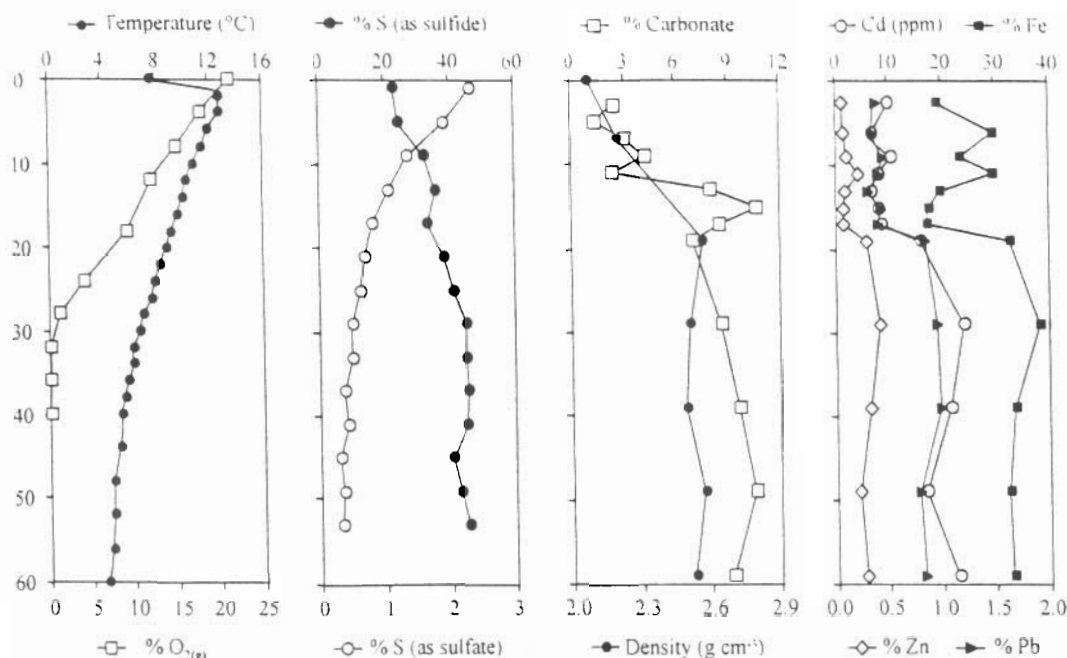 Temperature (°C) % S (as sulfide) % Carbonate Cd (ppm) % Fe
0 4 8 12 16 0 20 40 60 0 3 6 9 12 0 10 20 30 40
0
10
20
30
40
50
60
0 5 10 15 20 25 0 1 2 3 2.0 2.3 2.6 2.9 0.0 0.5 1.0 1.5 2.0
% O2(g) % S (as sulfate) Density (g cm⁻³) % Zn % Pb